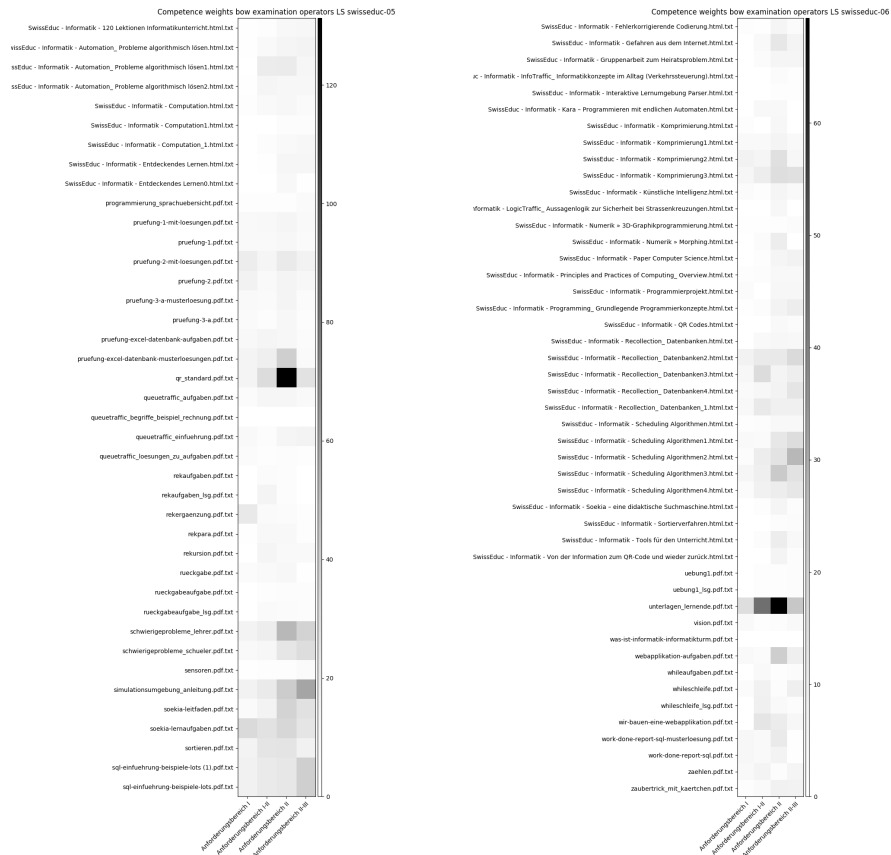 Competence weights bow examination operators LS swisseduc-05
SwissEduc - Informatik - 120 Lektionen Informatikunterricht.html.txt
vissEduc - Informatik - Automation_ Probleme algorithmisch lösen.html.txt
ssEduc - Informatik - Automation_ Probleme algorithmisch lösen1.html.txt
ssEduc - Informatik - Automation_ Probleme algorithmisch lösen2.html.txt
SwissEduc - Informatik - Computation.html.txt
SwissEduc - Informatik - Computation1.html.txt
SwissEduc - Informatik - Computation_1.html.txt
SwissEduc - Informatik - Entdeckendes Lernen.html.txt
SwissEduc - Informatik - Entdeckendes Lernen0.html.txt
programmierung_sprachuebersicht.pdf.txt
pruefung-1-mit-loesungen.pdf.txt
pruefung-1.pdf.txt
pruefung-2-mit-loesungen.pdf.txt
pruefung-2.pdf.txt
pruefung-3-a-musterloesung.pdf.txt
pruefung-3-a.pdf.txt
pruefung-excel-datenbank-aufgaben.pdf.txt
pruefung-excel-datenbank-musterloesungen.pdf.txt
qr_standard.pdf.txt
queuetraffic_aufgaben.pdf.txt
queuetraffic_begriffe_beispiel_rechnung.pdf.txt
queuetraffic_einfuehrung.pdf.txt
queuetraffic_loesungen_zu_aufgaben.pdf.txt
rekaufgaben.pdf.txt
rekaufgaben_lsg.pdf.txt
rekergaenzung.pdf.txt
rekpara.pdf.txt
rekursion.pdf.txt
rueckgabe.pdf.txt
rueckgabeaufgabe.pdf.txt
rueckgabeaufgabe_lsg.pdf.txt
schwierigeprobleme_lehrer.pdf.txt
schwierigeprobleme_schueler.pdf.txt
sensoren.pdf.txt
simulationsumgebung_anleitung.pdf.txt
soekia-leitfaden.pdf.txt
soekia-lernaufgaben.pdf.txt
sortieren.pdf.txt
sql-einfuehrung-beispiele-lots (1).pdf.txt
sql-einfuehrung-beispiele-lots.pdf.txt
Anforderungsbereich I
Anforderungsbereich I-II
Anforderungsbereich II
Anforderungsbereich II-III
120
100
80
60
40
20
0
Competence weights bow examination operators LS swisseduc-06
SwissEduc - Informatik - Fehlerkorrigierende Codierung.html.txt
SwissEduc - Informatik - Gefahren aus dem Internet.html.txt
SwissEduc - Informatik - Gruppenarbeit zum Heiratsproblem.html.txt
uc - Informatik - InfoTraffic_ Informatikkonzepte im Alltag (Verkehrssteuerung).html.txt
SwissEduc - Informatik - Interaktive Lernumgebung Parser.html.txt
SwissEduc - Informatik - Kara – Programmieren mit endlichen Automaten.html.txt
SwissEduc - Informatik - Komprimierung.html.txt
SwissEduc - Informatik - Komprimierung1.html.txt
SwissEduc - Informatik - Komprimierung2.html.txt
SwissEduc - Informatik - Komprimierung3.html.txt
SwissEduc - Informatik - Künstliche Intelligenz.html.txt
nformatik - LogicTraffic_ Aussagenlogik zur Sicherheit bei Strassenkreuzungen.html.txt
SwissEduc - Informatik - Numerik » 3D-Graphikprogrammierung.html.txt
SwissEduc - Informatik - Numerik » Morphing.html.txt
SwissEduc - Informatik - Paper Computer Science.html.txt
SwissEduc - Informatik - Principles and Practices of Computing_ Overview.html.txt
SwissEduc - Informatik - Programmierprojekt.html.txt
SwissEduc - Informatik - Programming_ Grundlegende Programmierkonzepte.html.txt
SwissEduc - Informatik - QR Codes.html.txt
SwissEduc - Informatik - Recollection_ Datenbanken.html.txt
SwissEduc - Informatik - Recollection_ Datenbanken2.html.txt
SwissEduc - Informatik - Recollection_ Datenbanken3.html.txt
SwissEduc - Informatik - Recollection_ Datenbanken4.html.txt
SwissEduc - Informatik - Recollection_ Datenbanken_1.html.txt
SwissEduc - Informatik - Scheduling Algorithmen.html.txt
SwissEduc - Informatik - Scheduling Algorithmen1.html.txt
SwissEduc - Informatik - Scheduling Algorithmen2.html.txt
SwissEduc - Informatik - Scheduling Algorithmen3.html.txt
SwissEduc - Informatik - Scheduling Algorithmen4.html.txt
SwissEduc - Informatik - Soekia – eine didaktische Suchmaschine.html.txt
SwissEduc - Informatik - Sortierverfahren.html.txt
SwissEduc - Informatik - Tools für den Unterricht.html.txt
SwissEduc - Informatik - Von der Information zum QR-Code und wieder zurück.html.txt
uebung1.pdf.txt
uebung1_lsg.pdf.txt
unterlagen_lernende.pdf.txt
vision.pdf.txt
was-ist-informatik-informatikturm.pdf.txt
webapplikation-aufgaben.pdf.txt
whileaufgaben.pdf.txt
whileschleife.pdf.txt
whileschleife_lsg.pdf.txt
wir-bauen-eine-webapplikation.pdf.txt
work-done-report-sql-musterloesung.pdf.txt
work-done-report-sql.pdf.txt
zaehlen.pdf.txt
zaubertrick_mit_kaertchen.pdf.txt
Anforderungsbereich I
Anforderungsbereich I-II
Anforderungsbereich II
Anforderungsbereich II-III
60
50
40
30
20
10
0